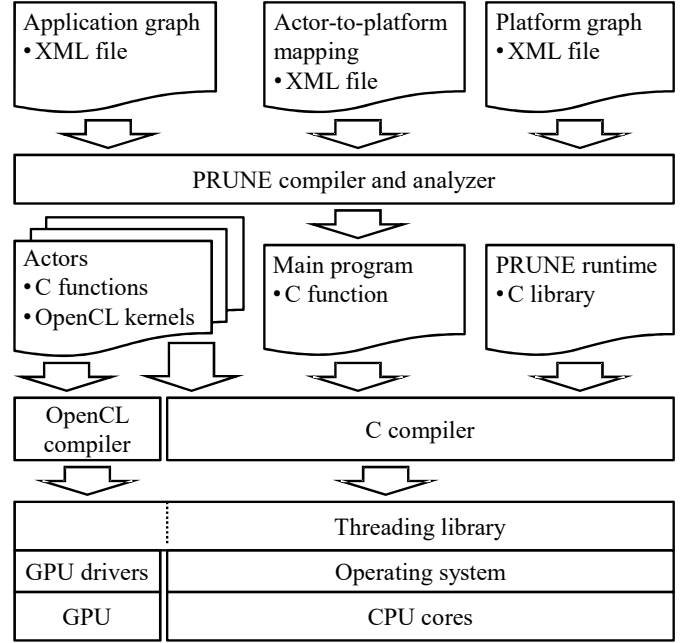 Application graph
• XML file
Actor-to-platform
mapping
• XML file
Platform graph
• XML file
PRUNE compiler and analyzer
Actors
• C functions
• OpenCL kernels
Main program
• C function
PRUNE runtime
• C library
OpenCL
compiler
C compiler
Threading library
GPU drivers
Operating system
GPU
CPU cores